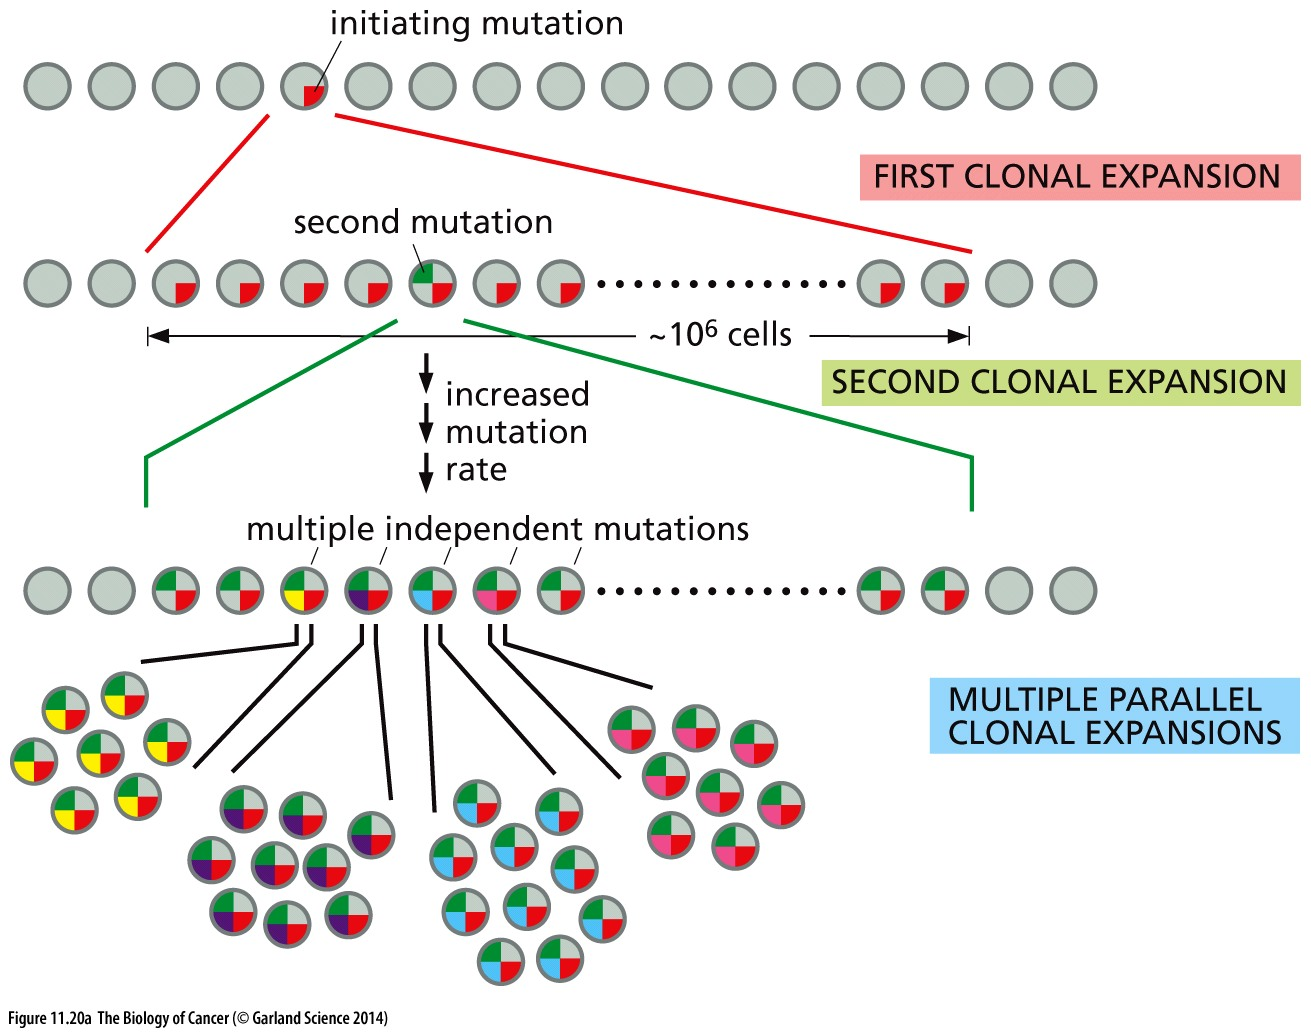 initiating mutation
FIRST CLONAL EXPANSION
second mutation
~10⁶ cells
SECOND CLONAL EXPANSION
increased
mutation
rate
multiple independent mutations
MULTIPLE PARALLEL
CLONAL EXPANSIONS
Figure 11.20a The Biology of Cancer (© Garland Science 2014)